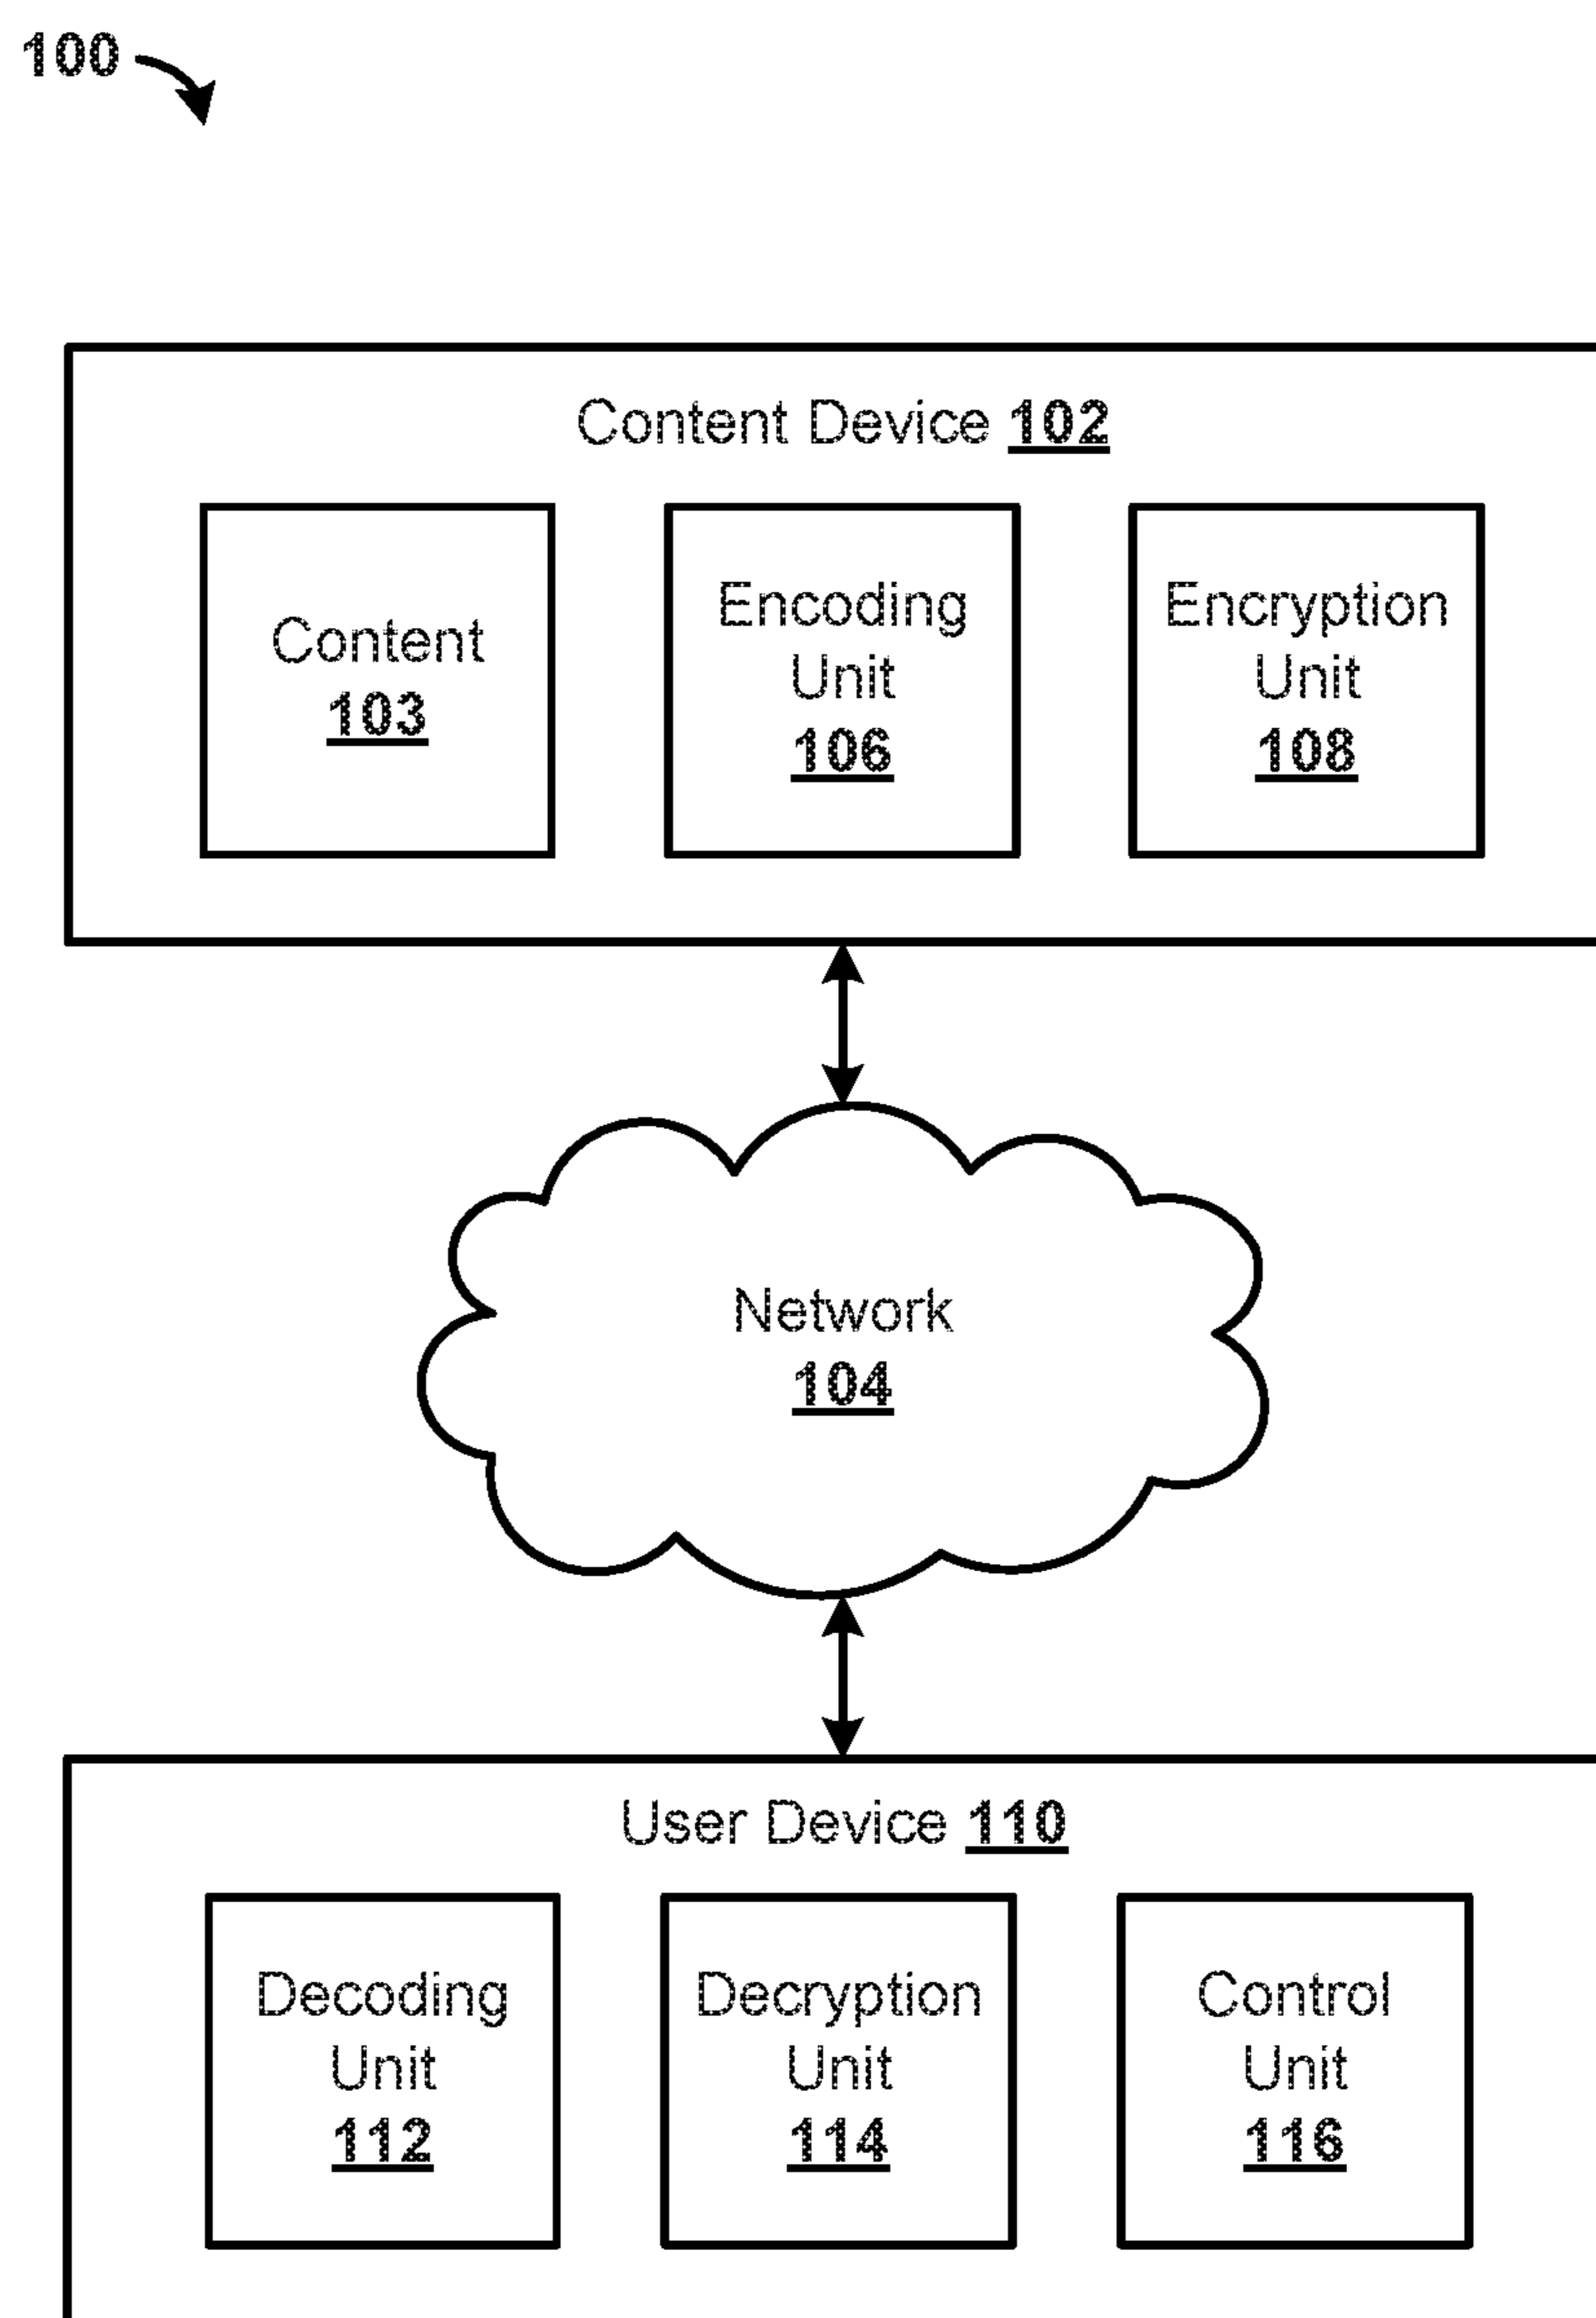 100
Content Device 102
Content
103
Encoding
Unit
106
Encryption
Unit
108
Network
104
User Device 110
Decoding
Unit
112
Decryption
Unit
114
Control
Unit
116